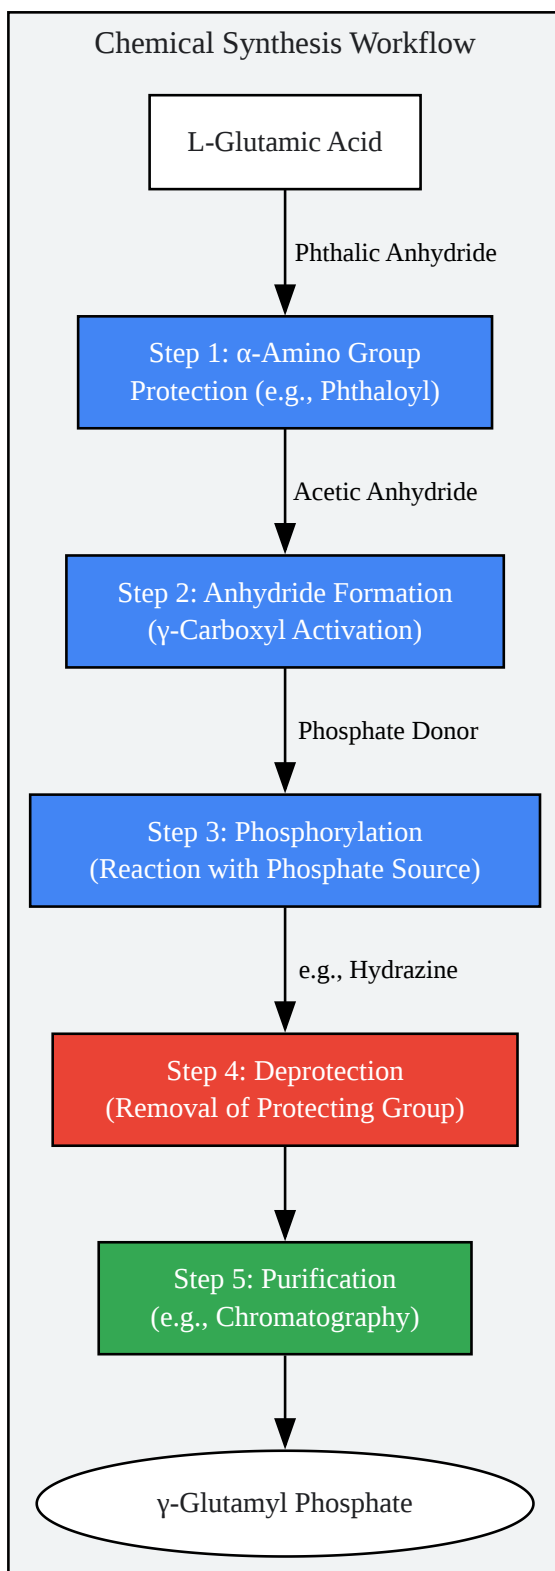 Chemical Synthesis Workflow
L-Glutamic Acid
Phthalic Anhydride
Step 1: α-Amino Group
Protection (e.g., Phthaloyl)
Acetic Anhydride
Step 2: Anhydride Formation
(γ-Carboxyl Activation)
Phosphate Donor
Step 3: Phosphorylation
(Reaction with Phosphate Source)
e.g., Hydrazine
Step 4: Deprotection
(Removal of Protecting Group)
Step 5: Purification
(e.g., Chromatography)
γ-Glutamyl Phosphate